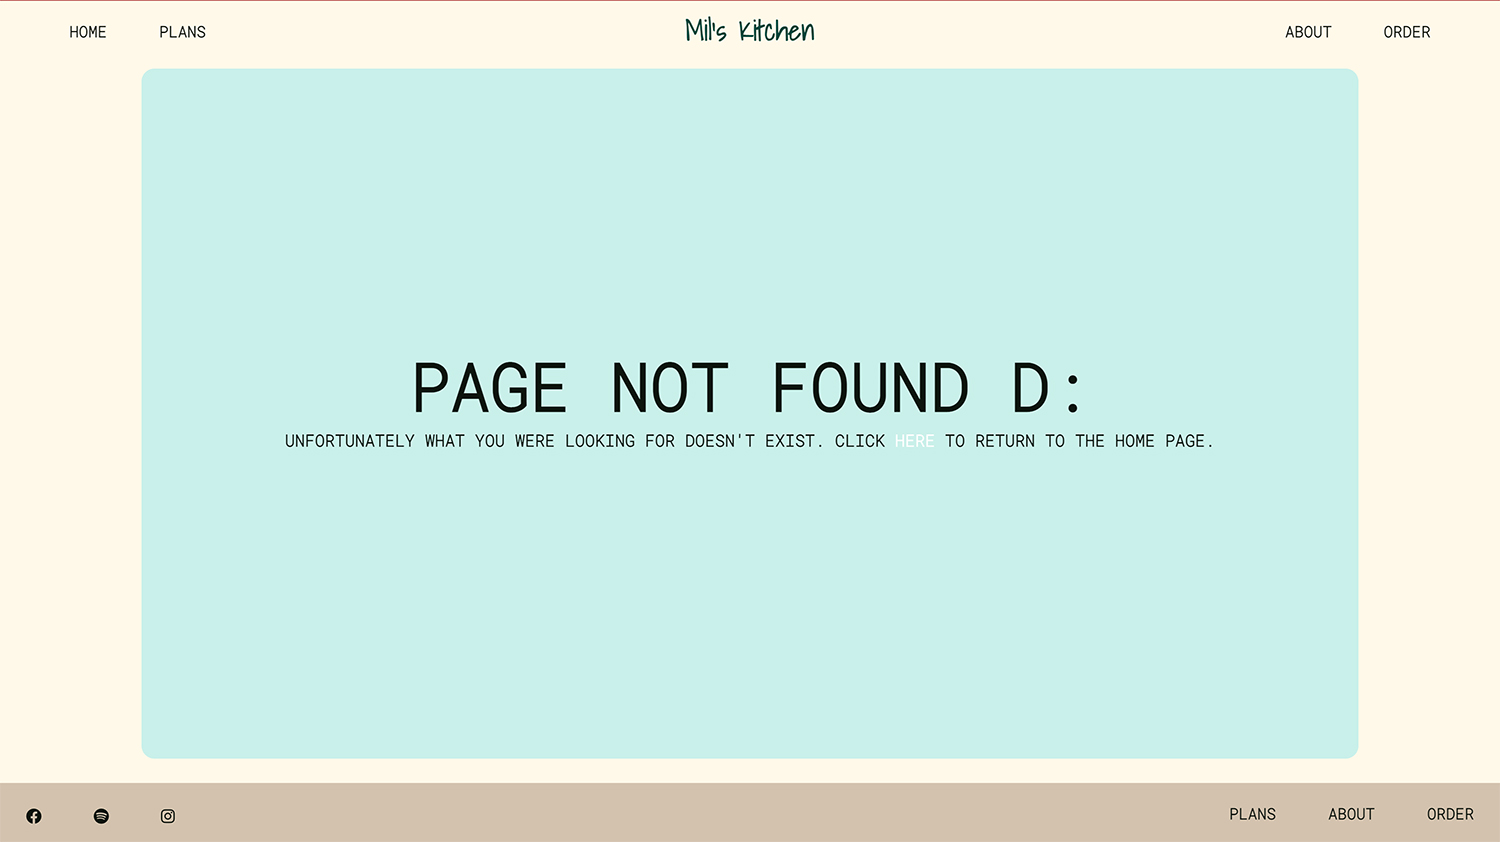 HOME PLANS Mil's Kitchen ABOUT ORDER
PAGE NOT FOUND D:
UNFORTUNATELY WHAT YOU WERE LOOKING FOR DOESN'T EXIST. CLICK HERE TO RETURN TO THE HOME PAGE.
PLANS ABOUT ORDER